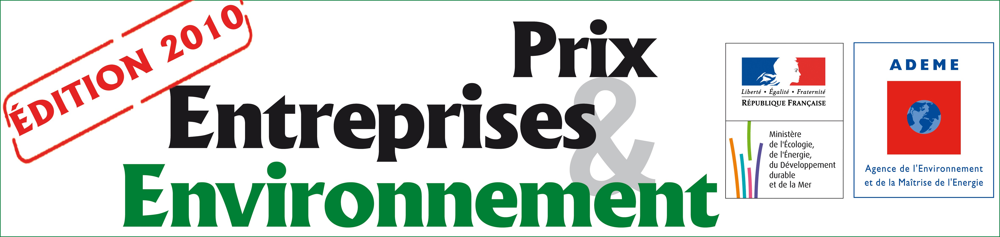 ÉDITION 2010
Prix
Entreprises
&
Environnement
Liberté • Égalité • Fraternité
RÉPUBLIQUE FRANÇAISE
Ministère
de l'Écologie,
de l'Énergie,
du Développement
durable
et de la Mer
ADEME
Agence de l'Environnement
et de la Maîtrise de l'Energie